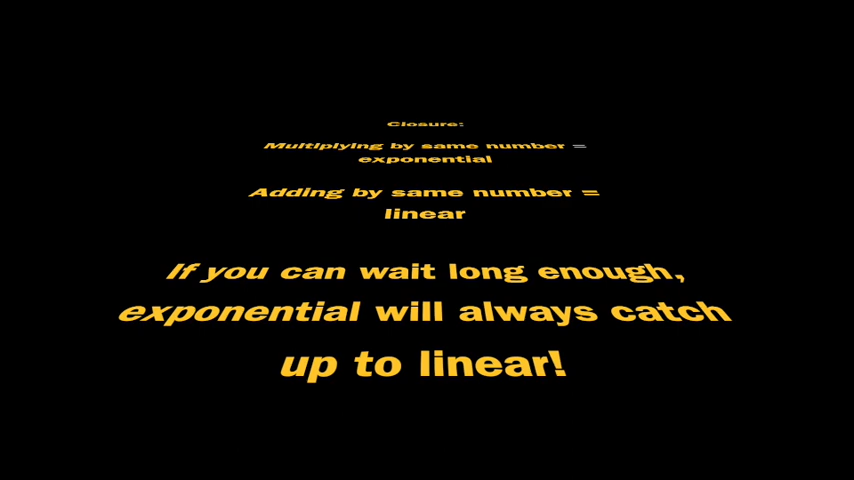 Closure:
Multiplying by same number =
exponential
Adding by same number =
linear
If you can wait long enough,
exponential will always catch
up to linear!